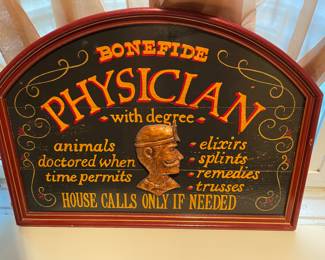 BONEFIDE
PHYSICIAN
- with degree -
animals
doctored when
time permits
• elixirs
• splints
• remedies
• trusses
HOUSE CALLS ONLY IF NEEDED